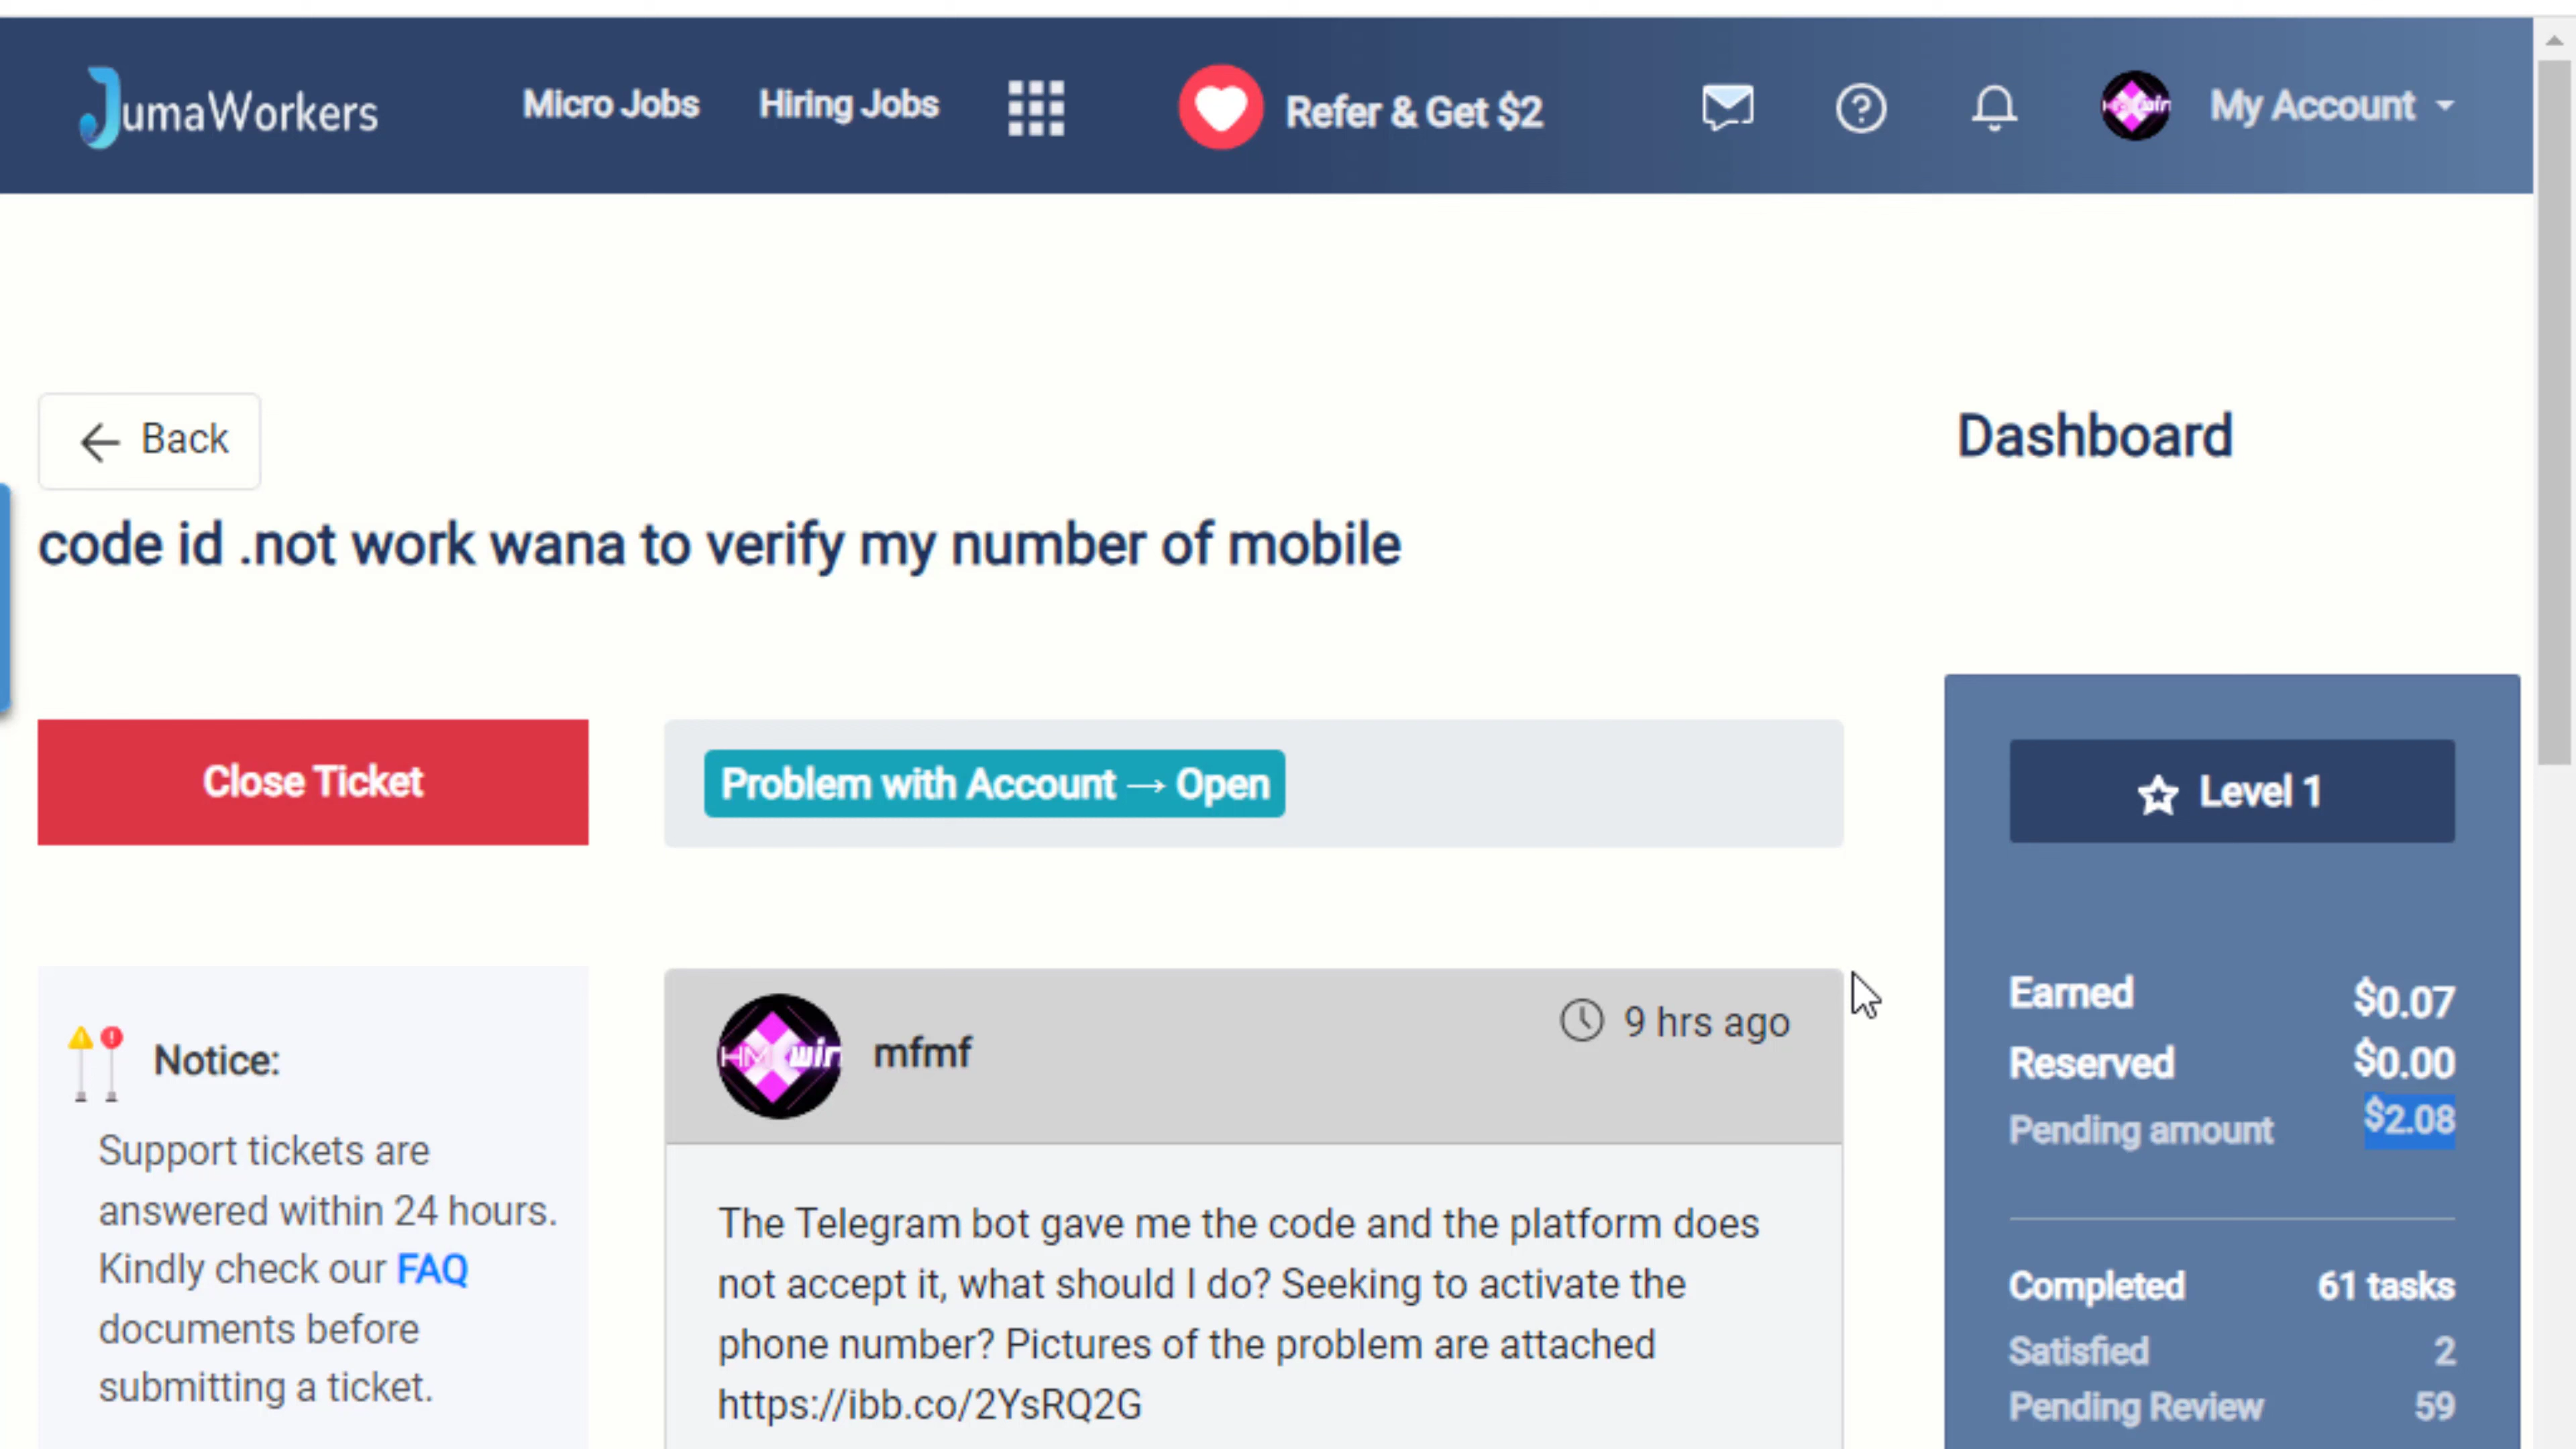 JumaWorkers
Micro Jobs
Hiring Jobs
Refer & Get $2
My Account
Back
Dashboard
code id .not work wana to verify my number of mobile
Close Ticket
Problem with Account → Open
Level 1
Notice:
Support tickets are
answered within 24 hours.
Kindly check our FAQ
documents before
submitting a ticket.
mfmf
9 hrs ago
The Telegram bot gave me the code and the platform does
not accept it, what should I do? Seeking to activate the
phone number? Pictures of the problem are attached
https://ibb.co/2YsRQ2G
Earned $0.07
Reserved $0.00
Pending amount $2.08
Completed 61 tasks
Satisfied 2
Pending Review 59